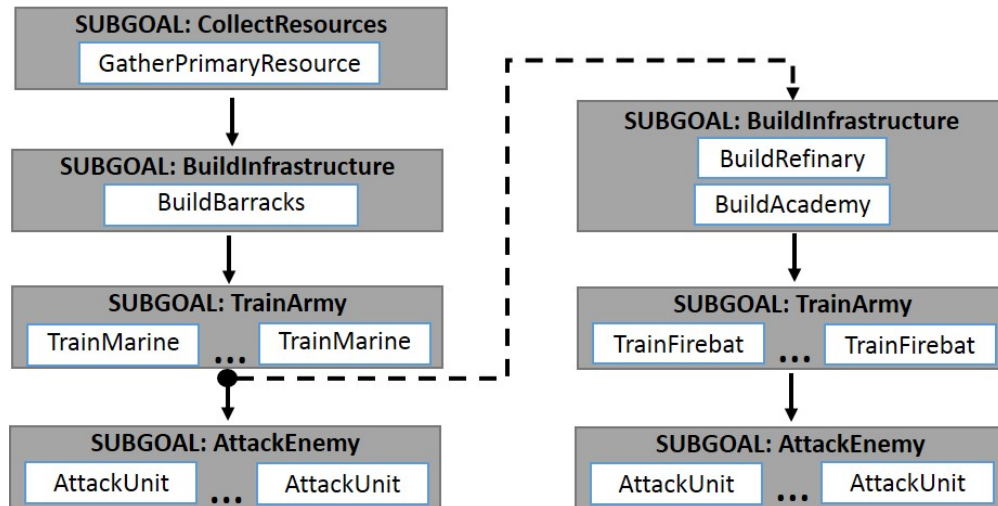 SUBGOAL: CollectResources
GatherPrimaryResource
SUBGOAL: BuildInfrastructure
BuildBarracks
SUBGOAL: TrainArmy
TrainMarine ... TrainMarine
SUBGOAL: AttackEnemy
AttackUnit ... AttackUnit
SUBGOAL: BuildInfrastructure
BuildRefinary
BuildAcademy
SUBGOAL: TrainArmy
TrainFirebat ... TrainFirebat
SUBGOAL: AttackEnemy
AttackUnit ... AttackUnit